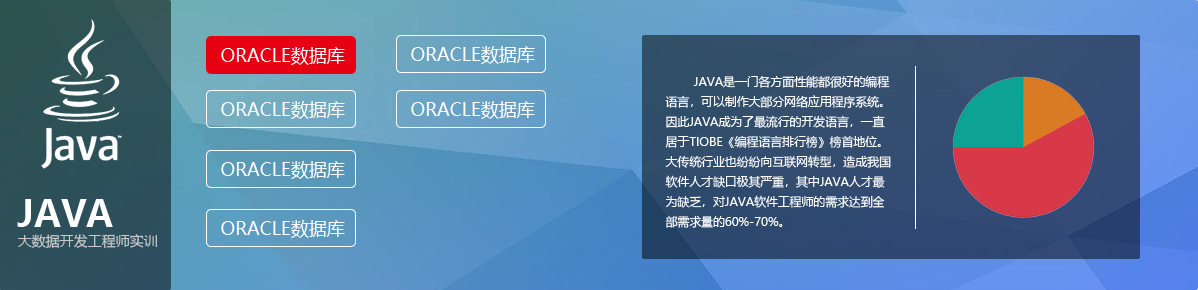 Java™
JAVA
大数据开发工程师实训
ORACLE数据库
ORACLE数据库
ORACLE数据库
ORACLE数据库
ORACLE数据库
ORACLE数据库
JAVA是一门各方面性能都很好的编程
语言，可以制作大部分网络应用程序系统。
因此JAVA成为了最流行的开发语言，一直
居于TIOBE《编程语言排行榜》榜首地位。
大传统行业也纷纷向互联网转型，造成我国
软件人才缺口极其严重，其中JAVA人才最
为缺乏，对JAVA软件工程师的需求达到全
部需求量的60%-70%。